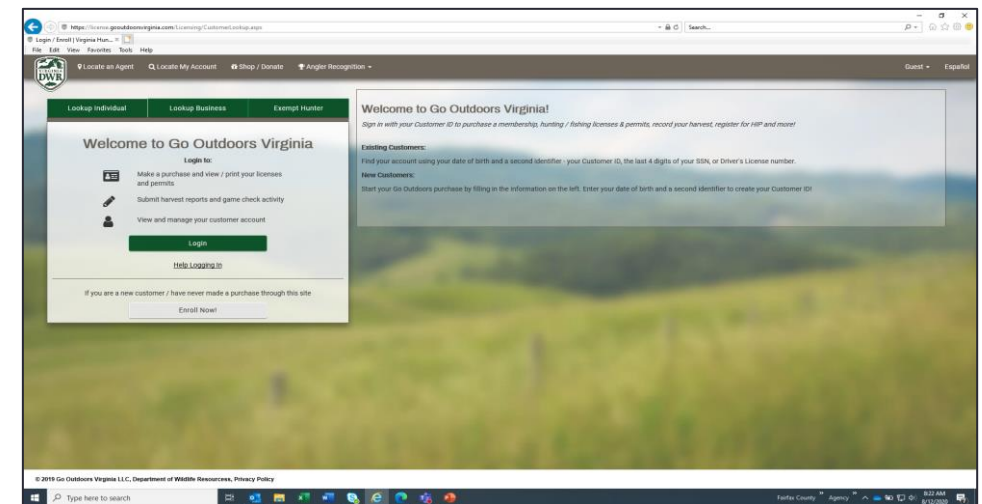 https://license.gooutdoorsvirginia.com/Licensing/CustomerLookup.aspx
Search...
Login / Enroll | Virginia Hun...
File Edit View Favorites Tools Help
VIRGINIA
DWR
Locate an Agent Locate My Account Shop / Donate Angler Recognition
Guest Español
Lookup Individual Lookup Business Exempt Hunter
Welcome to Go Outdoors Virginia
Login to:
Make a purchase and view / print your licenses
and permits
Submit harvest reports and game check activity
View and manage your customer account
Login
Help Logging In
If you are a new customer / have never made a purchase through this site
Enroll Now!
Welcome to Go Outdoors Virginia!
Sign in with your Customer ID to purchase a membership, hunting / fishing licenses & permits, record your harvest, register for HIP and more!
Existing Customers:
Find your account using your date of birth and a second identifier - your Customer ID, the last 4 digits of your SSN, or Driver's License number.
New Customers:
Start your Go Outdoors purchase by filling in the information on the left. Enter your date of birth and a second identifier to create your Customer ID!
© 2019 Go Outdoors Virginia LLC, Department of Wildlife Resourcess, Privacy Policy
Type here to search
Fairfax County " Agency "
8:22 AM
8/12/2020